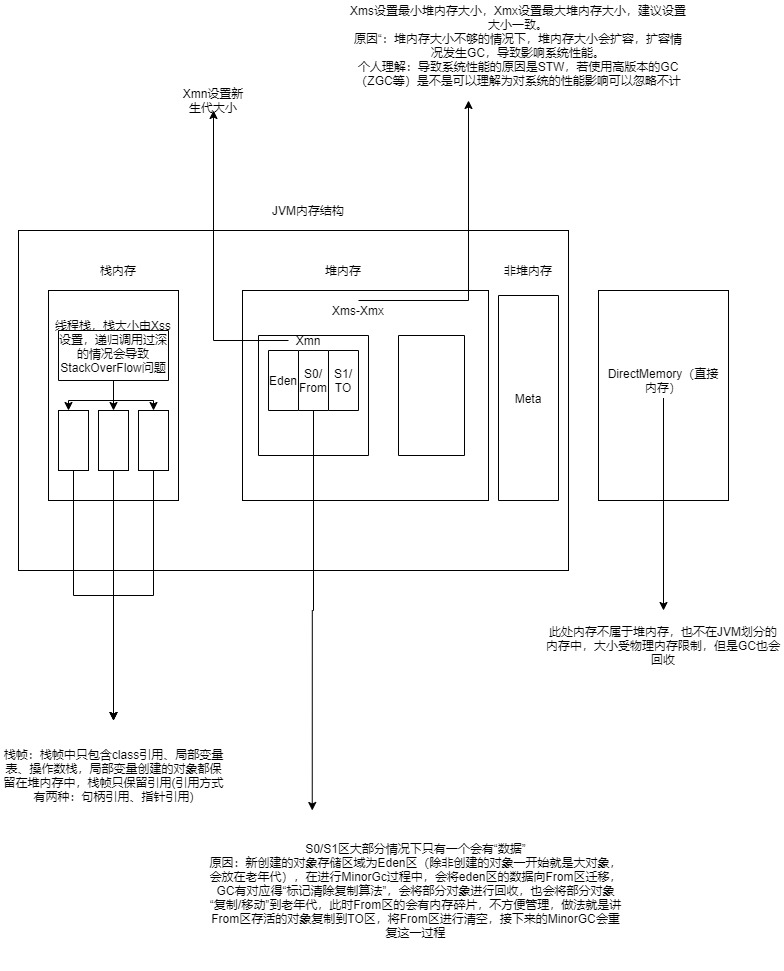 Xms设置最小堆内存大小，Xmx设置最大堆内存大小，建议设置
大小一致。
原因“：堆内存大小不够的情况下，堆内存大小会扩容，扩容情
况发生GC，导致影响系统性能。
个人理解：导致系统性能的原因是STW，若使用高版本的GC
（ZGC等）是不是可以理解为对系统的性能影响可以忽略不计
Xmn设置新
生代大小
JVM内存结构
栈内存
堆内存
非堆内存
线程栈，栈大小由Xss
设置，递归调用过深
的情况会导致
StackOverFlow问题
Xms-Xmx
Xmn
Eden
S0/
From
S1/
TO
Meta
DirectMemory（直接
内存）
此处内存不属于堆内存，也不在JVM划分的
内存中，大小受物理内存限制，但是GC也会
回收
栈帧：栈帧中只包含class引用、局部变量
表、操作数栈，局部变量创建的对象都保
留在堆内存中，栈帧只保留引用(引用方式
有两种：句柄引用、指针引用)
S0/S1区大部分情况下只有一个会有“数据”
原因：新创建的对象存储区域为Eden区（除非创建的对象一开始就是大对象，
会放在老年代），在进行MinorGc过程中，会将eden区的数据向From区迁移，
GC有对应得“标记清除复制算法”，会将部分对象进行回收，也会将部分对象
“复制/移动”到老年代，此时From区的会有内存碎片，不方便管理，做法就是讲
From区存活的对象复制到TO区，将From区进行清空，接下来的MinorGC会重
复这一过程